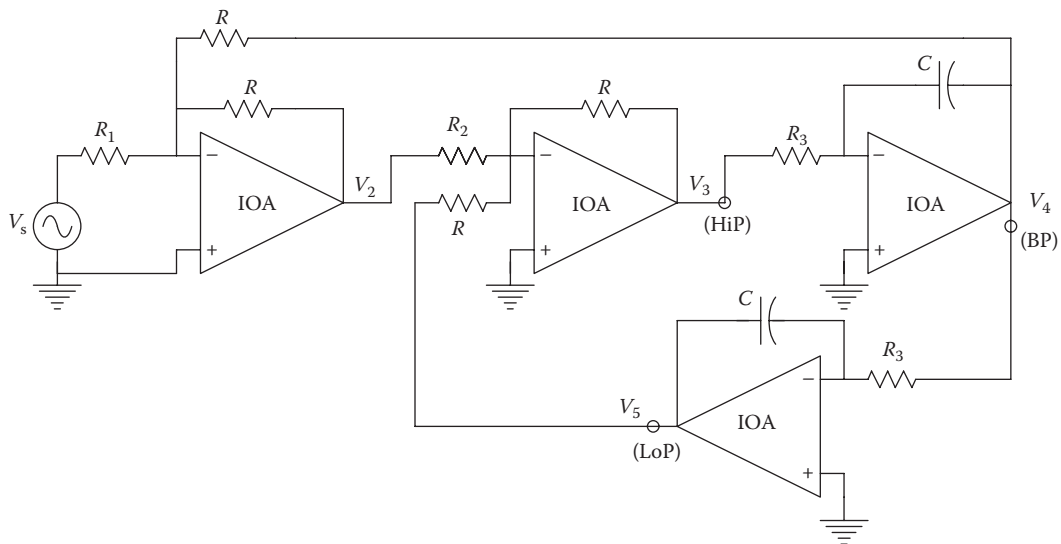 R
C
R
R
R₁
R₂
R₃
−
−
−
IOA
V₂
IOA
V₃
IOA
V₄
Vs
R
(HiP)
(BP)
+
+
+
C
R₃
−
V₅
IOA
(LoP)
+